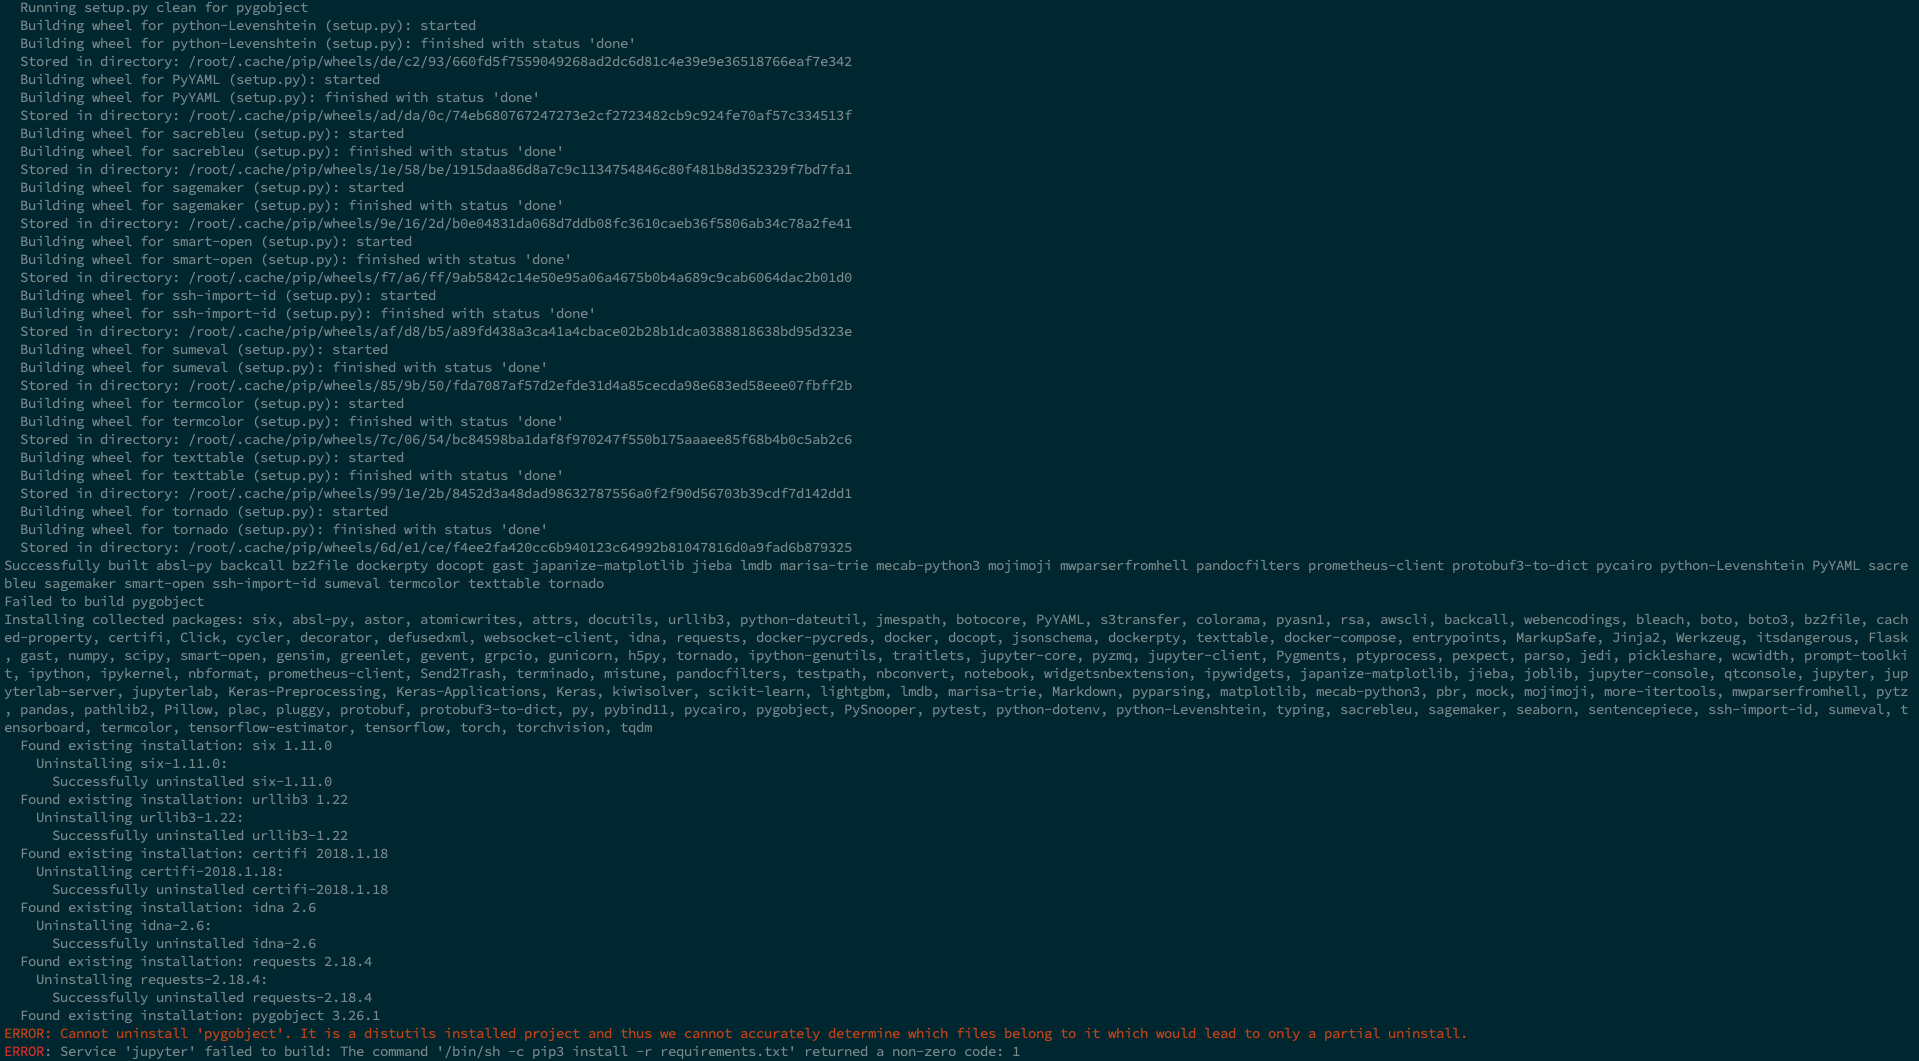 Running setup.py clean for pygobject
Building wheel for python-Levenshtein (setup.py): started
Building wheel for python-Levenshtein (setup.py): finished with status 'done'
Stored in directory: /root/.cache/pip/wheels/de/c2/93/660fd5f7559049268ad2dc6d81c4e39e9e36518766eaf7e342
Building wheel for PyYAML (setup.py): started
Building wheel for PyYAML (setup.py): finished with status 'done'
Stored in directory: /root/.cache/pip/wheels/ad/da/0c/74eb680767247273e2cf2723482cb9c924fe70af57c334513f
Building wheel for sacrebleu (setup.py): started
Building wheel for sacrebleu (setup.py): finished with status 'done'
Stored in directory: /root/.cache/pip/wheels/1e/58/be/1915daa86d8a7c9c1134754846c80f481b8d352329f7bd7fa1
Building wheel for sagemaker (setup.py): started
Building wheel for sagemaker (setup.py): finished with status 'done'
Stored in directory: /root/.cache/pip/wheels/9e/16/2d/b0e04831da068d7ddb08fc3610caeb36f5806ab34c78a2fe41
Building wheel for smart-open (setup.py): started
Building wheel for smart-open (setup.py): finished with status 'done'
Stored in directory: /root/.cache/pip/wheels/f7/a6/ff/9ab5842c14e50e95a06a4675b0b4a689c9cab6064dac2b01d0
Building wheel for ssh-import-id (setup.py): started
Building wheel for ssh-import-id (setup.py): finished with status 'done'
Stored in directory: /root/.cache/pip/wheels/af/d8/b5/a89fd438a3ca41a4cbace02b28b1dca0388818638bd95d323e
Building wheel for sumeval (setup.py): started
Building wheel for sumeval (setup.py): finished with status 'done'
Stored in directory: /root/.cache/pip/wheels/85/9b/50/fda7087af57d2efde31d4a85cecda98e683ed58eee07fbff2b
Building wheel for termcolor (setup.py): started
Building wheel for termcolor (setup.py): finished with status 'done'
Stored in directory: /root/.cache/pip/wheels/7c/06/54/bc84598ba1daf8f970247f550b175aaaee85f68b4b0c5ab2c6
Building wheel for texttable (setup.py): started
Building wheel for texttable (setup.py): finished with status 'done'
Stored in directory: /root/.cache/pip/wheels/99/1e/2b/8452d3a48dad98632787556a0f2f90d56703b39cdf7d142dd1
Building wheel for tornado (setup.py): started
Building wheel for tornado (setup.py): finished with status 'done'
Stored in directory: /root/.cache/pip/wheels/6d/e1/ce/f4ee2fa420cc6b940123c64992b81047816d0a9fad6b879325
Successfully built absl-py backcall bz2file dockerpty docopt gast japanize-matplotlib jieba lmdb marisa-trie mecab-python3 mojimoji mwparserfromhell pandocfilters prometheus-client protobuf3-to-dict pycairo python-Levenshtein PyYAML sacre
bleu sagemaker smart-open ssh-import-id sumeval termcolor texttable tornado
Failed to build pygobject
Installing collected packages: six, absl-py, astor, atomicwrites, attrs, docutils, urllib3, python-dateutil, jmespath, botocore, PyYAML, s3transfer, colorama, pyasn1, rsa, awscli, backcall, webencodings, bleach, boto, boto3, bz2file, cach
ed-property, certifi, Click, cycler, decorator, defusedxml, websocket-client, idna, requests, docker-pycreds, docker, docopt, jsonschema, dockerpty, texttable, docker-compose, entrypoints, MarkupSafe, Jinja2, Werkzeug, itsdangerous, Flask
, gast, numpy, scipy, smart-open, gensim, greenlet, gevent, grpcio, gunicorn, h5py, tornado, ipython-genutils, traitlets, jupyter-core, pyzmq, jupyter-client, Pygments, ptyprocess, pexpect, parso, jedi, pickleshare, wcwidth, prompt-toolki
t, ipython, ipykernel, nbformat, prometheus-client, Send2Trash, terminado, mistune, pandocfilters, testpath, nbconvert, notebook, widgetsnbextension, ipywidgets, japanize-matplotlib, jieba, joblib, jupyter-console, qtconsole, jupyter, jup
yterlab-server, jupyterlab, Keras-Preprocessing, Keras-Applications, Keras, kiwisolver, scikit-learn, lightgbm, lmdb, marisa-trie, Markdown, pyparsing, matplotlib, mecab-python3, pbr, mock, mojimoji, more-itertools, mwparserfromhell, pytz
, pandas, pathlib2, Pillow, plac, pluggy, protobuf, protobuf3-to-dict, py, pybind11, pycairo, pygobject, PySnooper, pytest, python-dotenv, python-Levenshtein, typing, sacrebleu, sagemaker, seaborn, sentencepiece, ssh-import-id, sumeval, t
ensorboard, termcolor, tensorflow-estimator, tensorflow, torch, torchvision, tqdm
Found existing installation: six 1.11.0
Uninstalling six-1.11.0:
Successfully uninstalled six-1.11.0
Found existing installation: urllib3 1.22
Uninstalling urllib3-1.22:
Successfully uninstalled urllib3-1.22
Found existing installation: certifi 2018.1.18
Uninstalling certifi-2018.1.18:
Successfully uninstalled certifi-2018.1.18
Found existing installation: idna 2.6
Uninstalling idna-2.6:
Successfully uninstalled idna-2.6
Found existing installation: requests 2.18.4
Uninstalling requests-2.18.4:
Successfully uninstalled requests-2.18.4
Found existing installation: pygobject 3.26.1
ERROR: Cannot uninstall 'pygobject'. It is a distutils installed project and thus we cannot accurately determine which files belong to it which would lead to only a partial uninstall.
ERROR: Service 'jupyter' failed to build: The command '/bin/sh -c pip3 install -r requirements.txt' returned a non-zero code: 1